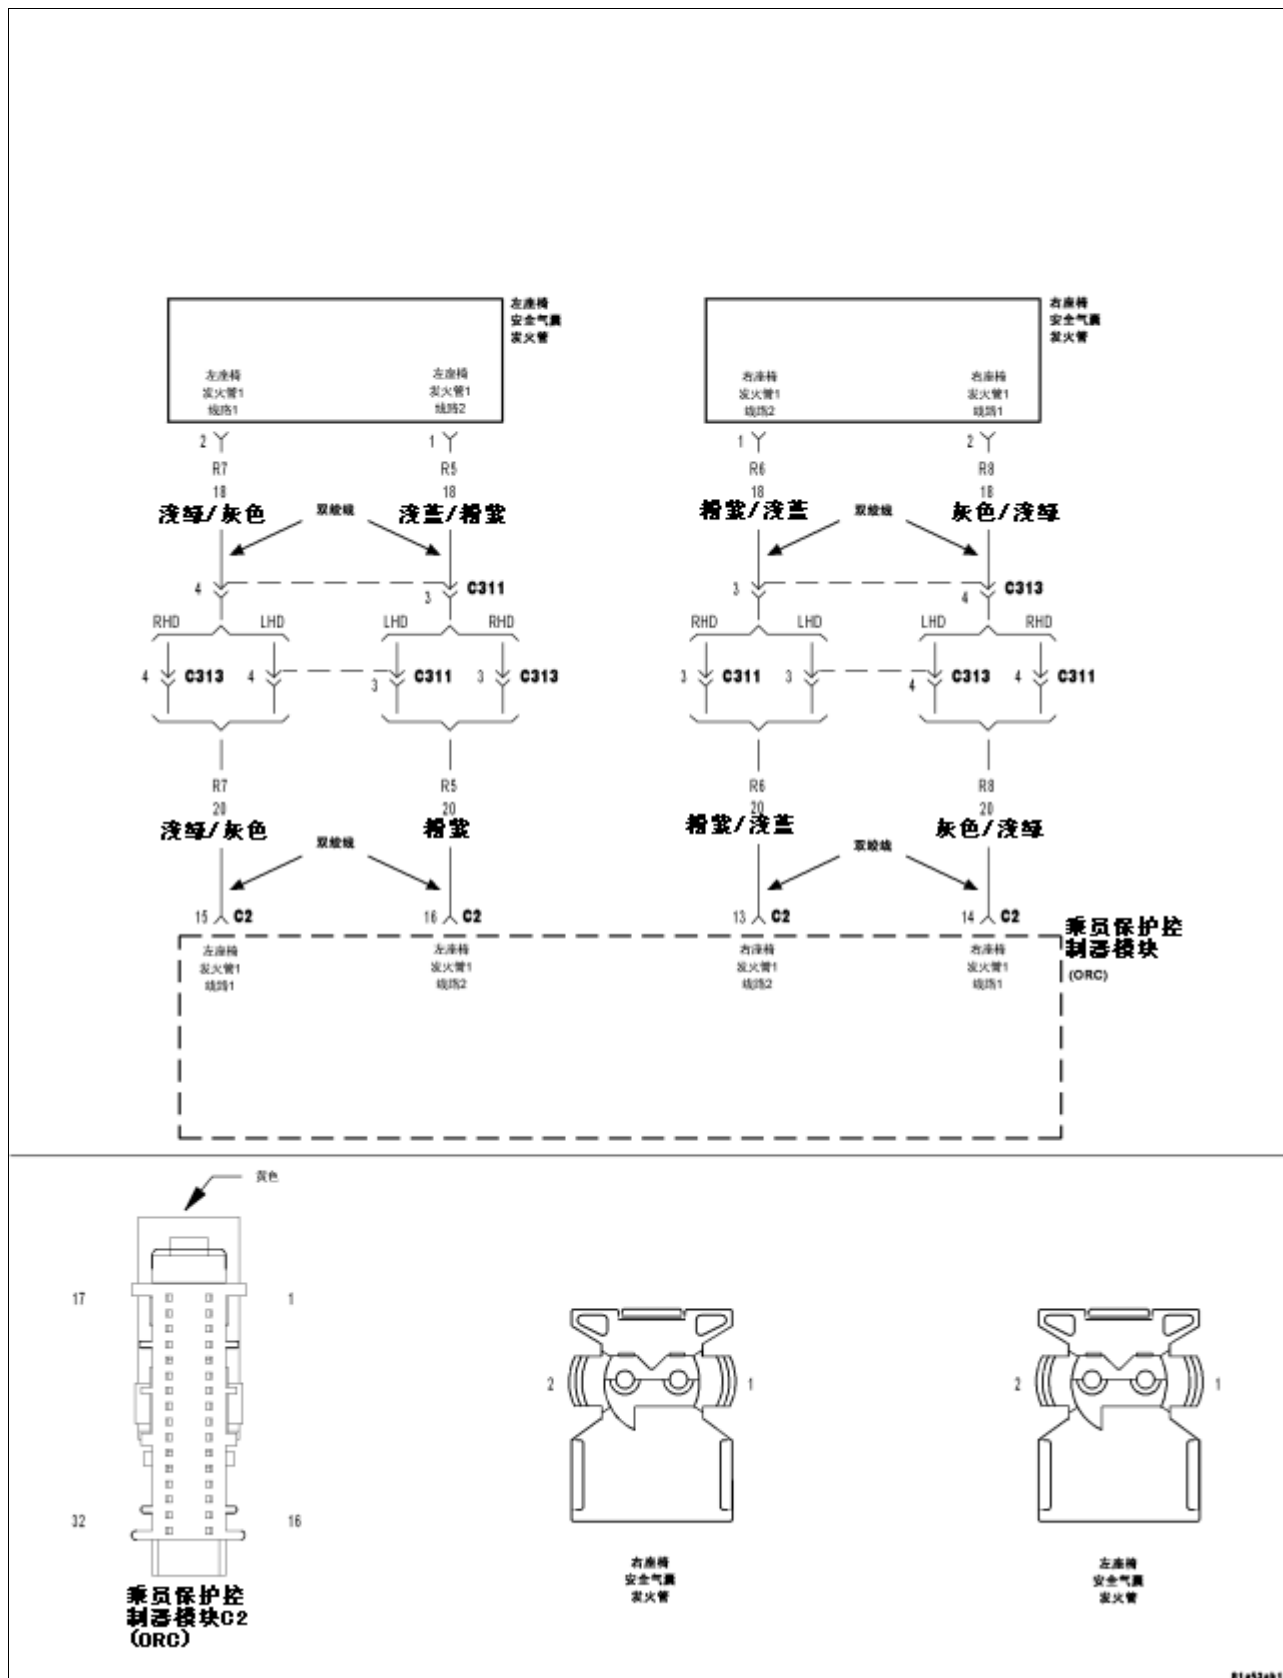 左座椅
安全气囊
发火管
右座椅
安全气囊
发火管
左座椅
发火管1
线路1
左座椅
发火管1
线路2
右座椅
发火管1
线路2
右座椅
发火管1
线路1
2
1
1
2
R7
R5
R6
R8
18
18
18
18
浅绿/灰色
双绞线
浅蓝/粉紫
粉紫/浅蓝
双绞线
灰色/浅绿
4
3
C311
3
4
C313
RHD
LHD
LHD
RHD
RHD
LHD
LHD
RHD
4
C313
4
3
C311
3
C313
3
C311
3
4
C313
4
C311
R7
R5
R6
R8
20
20
20
20
浅绿/灰色
粉紫
粉紫/浅蓝
灰色/浅绿
双绞线
双绞线
15
C2
16
C2
13
C2
14
C2
乘员保护控
制器模块
(ORC)
左座椅
发火管1
线路1
左座椅
发火管1
线路2
右座椅
发火管1
线路2
右座椅
发火管1
线路1
黄色
17
1
32
16
乘员保护控
制器模块C2
(ORC)
2
1
右座椅
安全气囊
发火管
2
1
左座椅
安全气囊
发火管